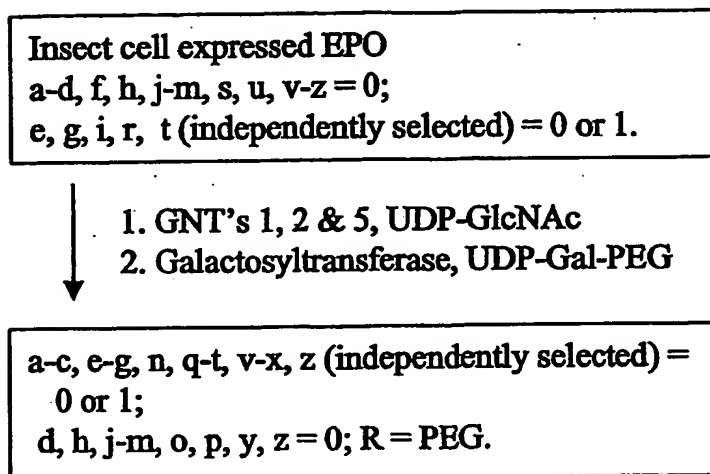 Insect cell expressed EPO
a-d, f, h, j-m, s, u, v-z = 0;
e, g, i, r, t (independently selected) = 0 or 1.
1. GNT's 1, 2 & 5, UDP-GlcNAc
2. Galactosyltransferase, UDP-Gal-PEG
a-c, e-g, n, q-t, v-x, z (independently selected) =
0 or 1;
d, h, j-m, o, p, y, z = 0; R = PEG.